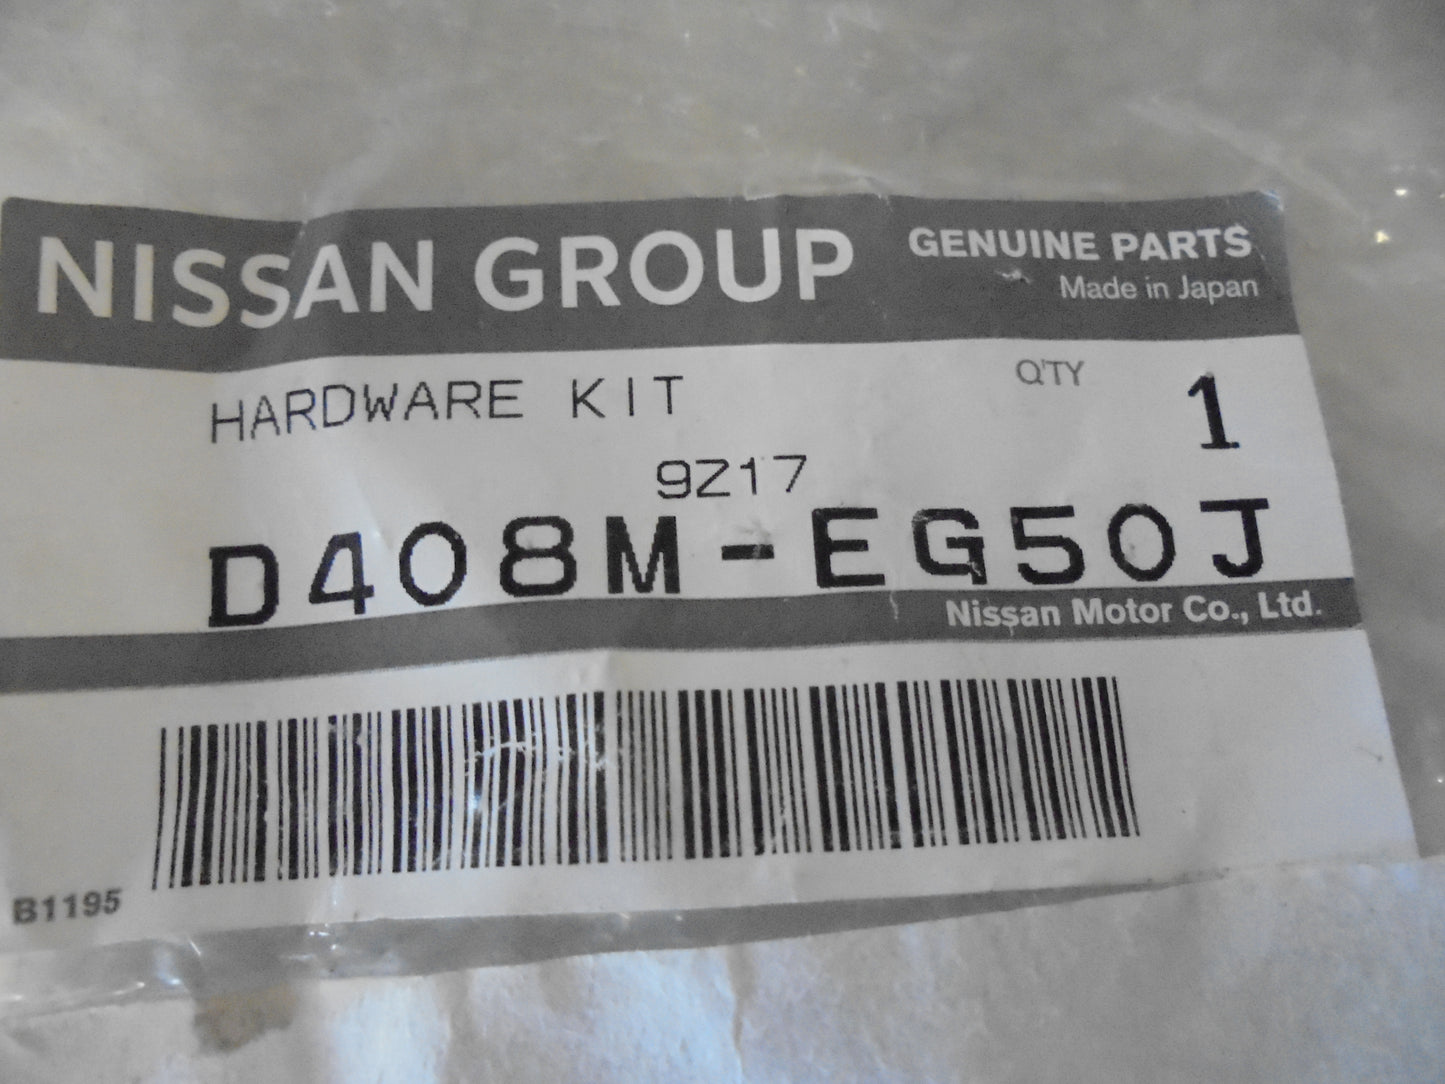 NISSAN GROUP GENUINE PARTS
Made in Japan
HARDWARE KIT Q'TY 1
9Z17
D408M-EG50J
Nissan Motor Co., Ltd.
B1195